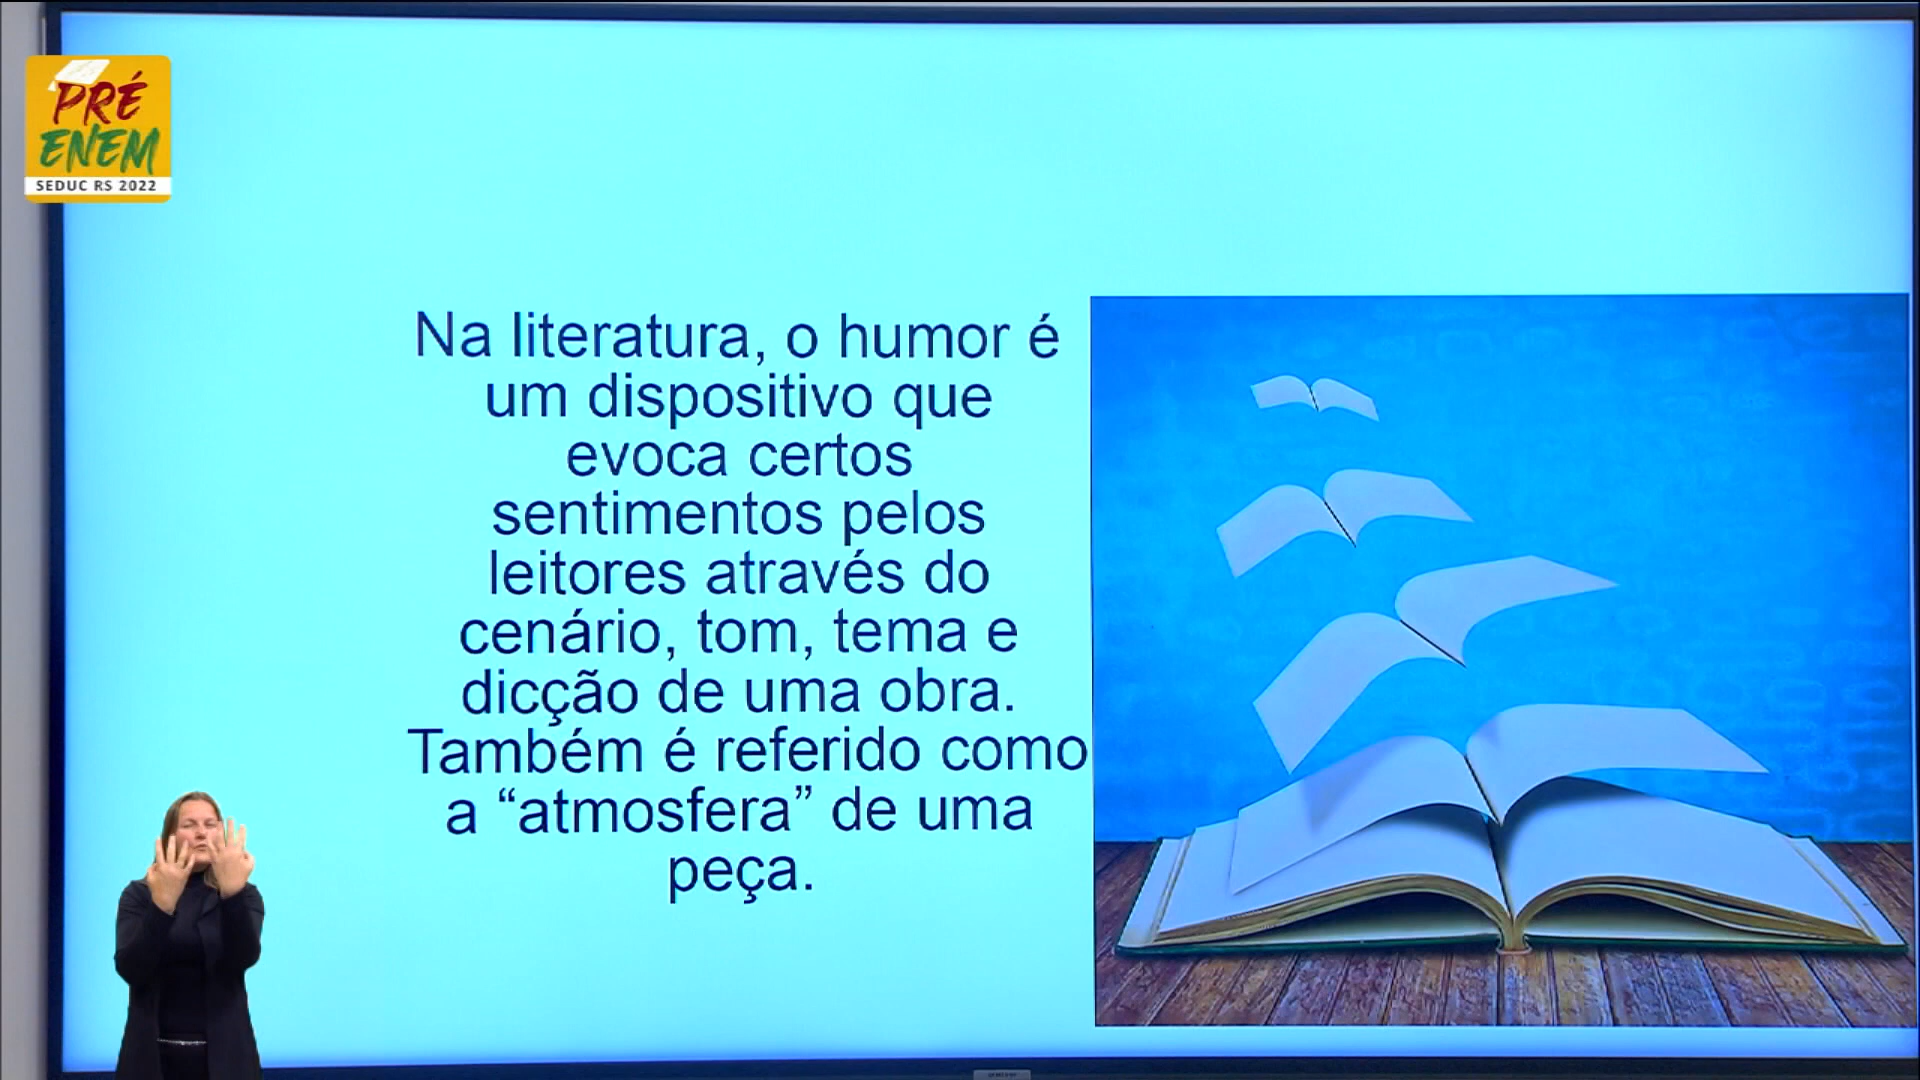 PRÉ
ENEM
SEDUC RS 2022
Na literatura, o humor é
um dispositivo que
evoca certos
sentimentos pelos
leitores através do
cenário, tom, tema e
dicção de uma obra.
Também é referido como
a “atmosfera” de uma
peça.